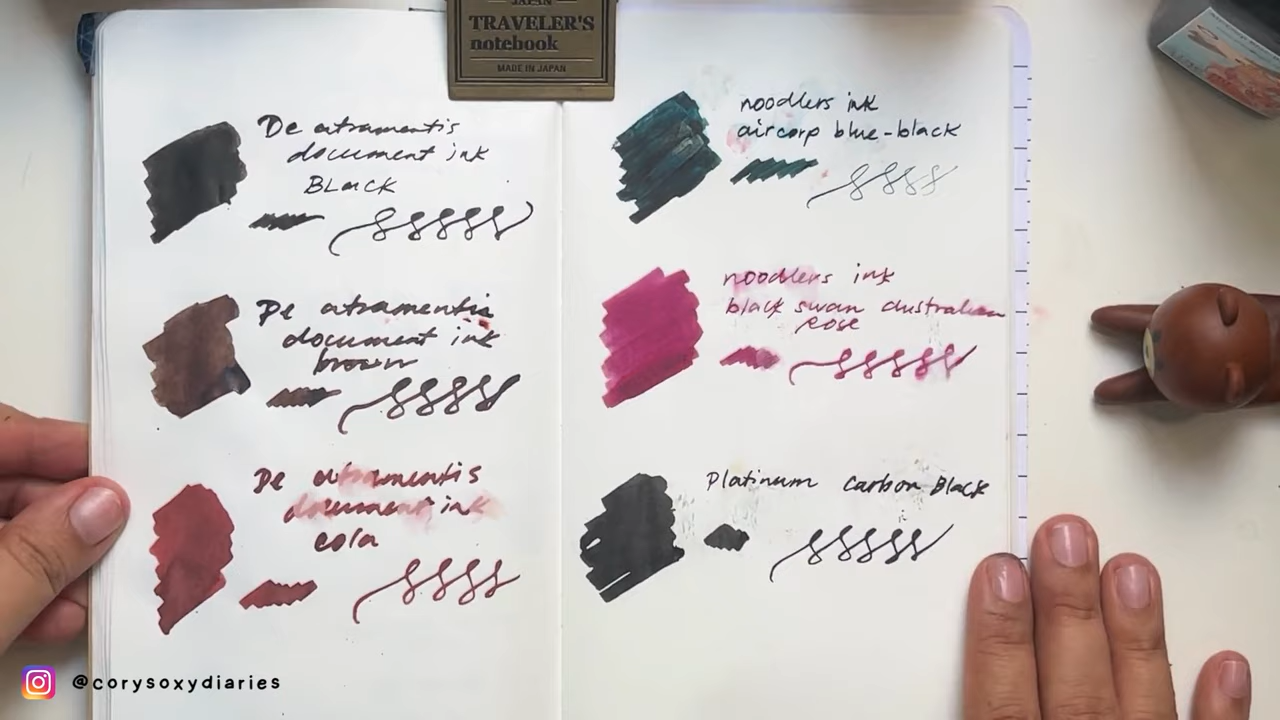 JAPAN
TRAVELER'S
notebook
MADE IN JAPAN
De atramentis
document ink
BLack
De atramentis
document ink
brown
De atramentis
document ink
cola
noodlers ink
aircorp blue-black
noodlers ink
black swan australian
rose
Platinum carbon Black
@corysoxydiaries